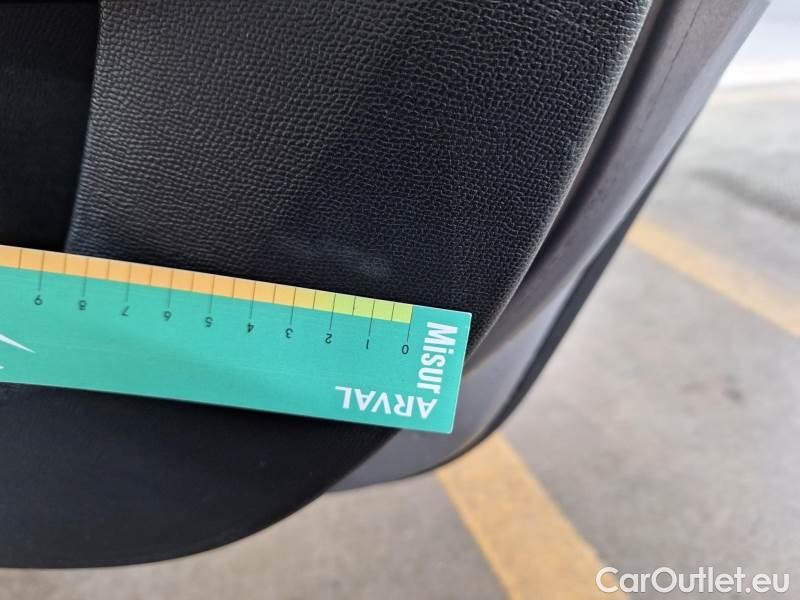 Misur
ARVAL
0 1 2 3 4 5 6 7 8 9
CarOutlet.eu